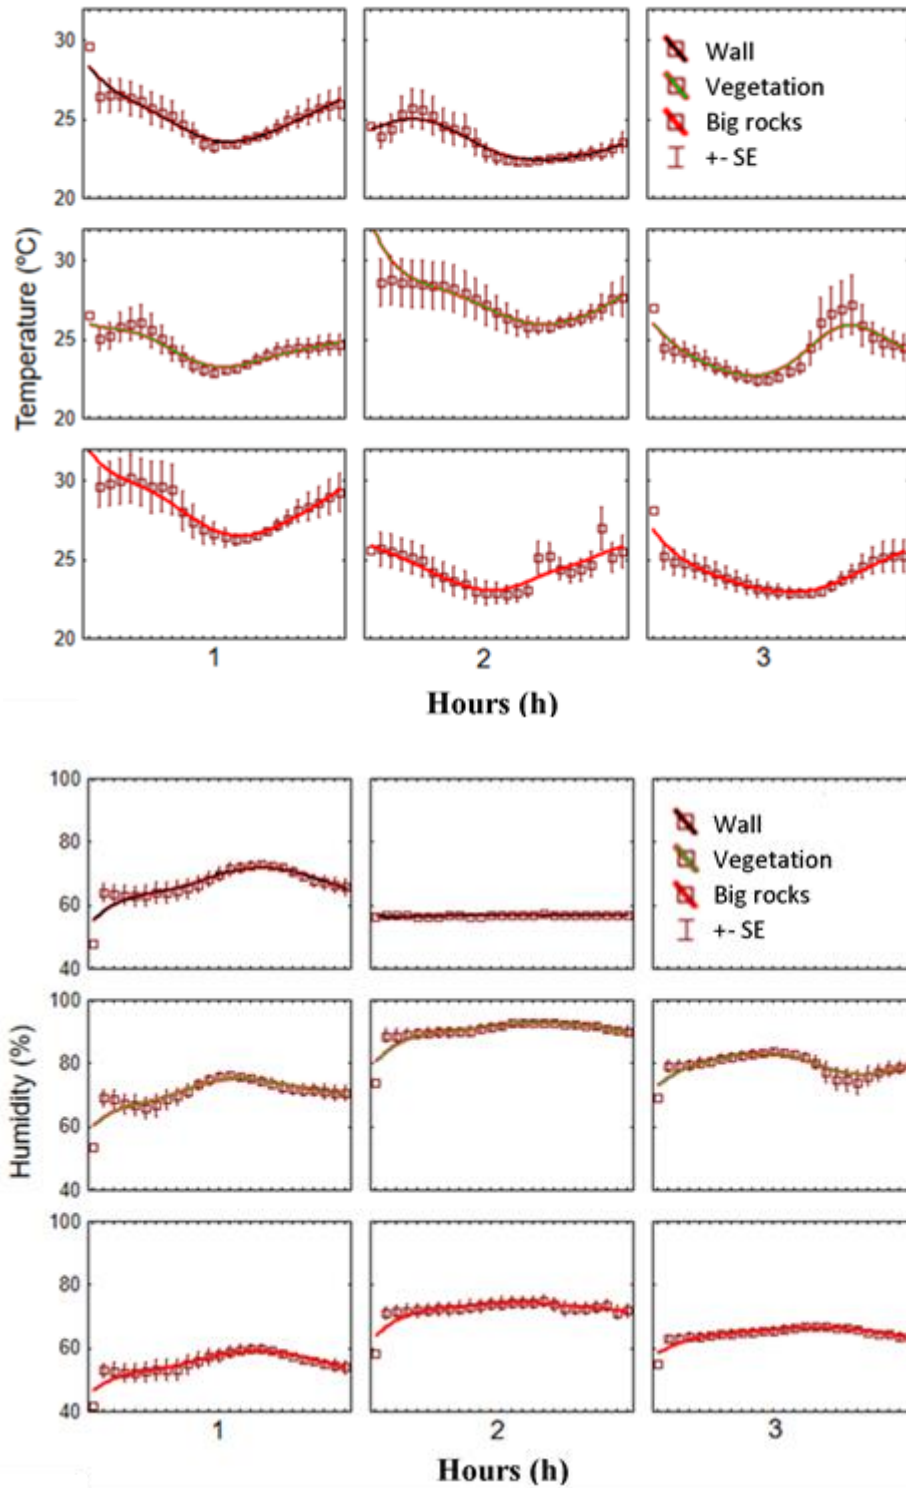 30
25
20
Wall
Vegetation
Big rocks
+- SE
Temperature (ºC)
30
25
20
30
25
20
1 2 3
Hours (h)
100
80
60
40
Wall
Vegetation
Big rocks
+- SE
Humidity (%)
100
80
60
40
100
80
60
40
1 2 3
Hours (h)